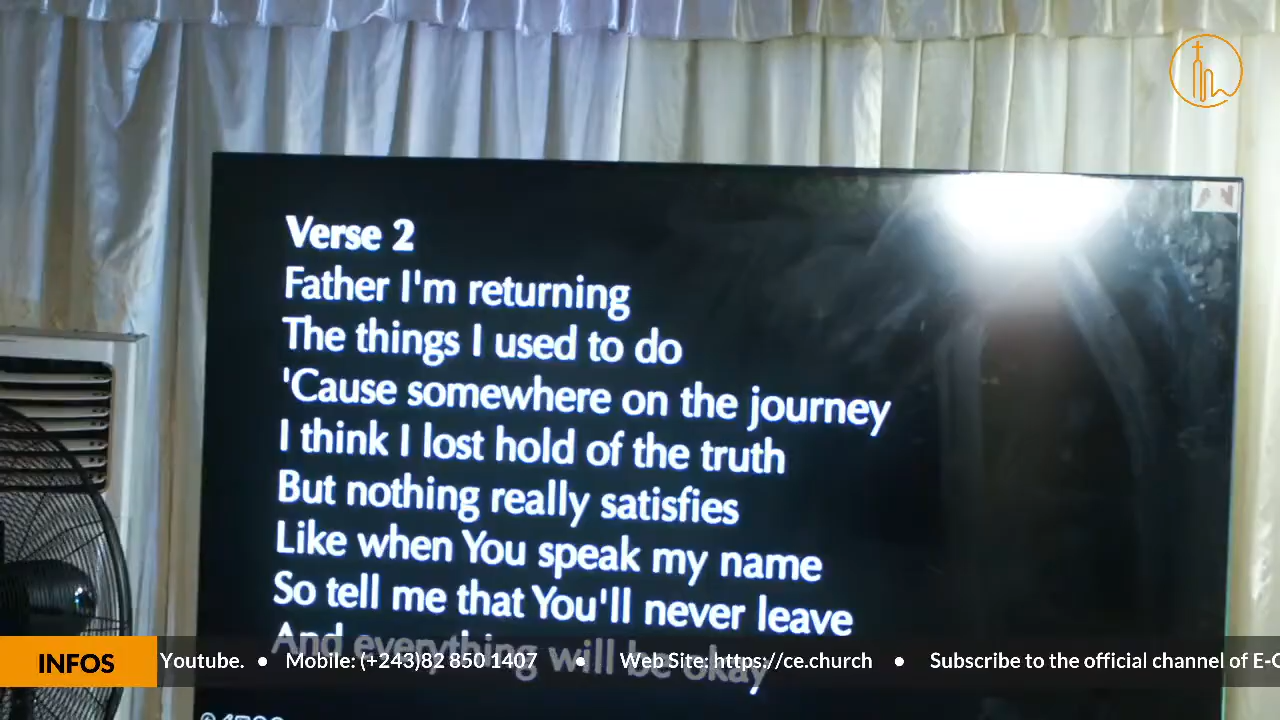 Verse 2
Father I'm returning
The things I used to do
'Cause somewhere on the journey
I think I lost hold of the truth
But nothing really satisfies
Like when You speak my name
So tell me that You'll never leave
And everything will be okay
INFOS
Youtube. • Mobile: (+243)82 850 1407 • Web Site: https://ce.church • Subscribe to the official channel of E-C